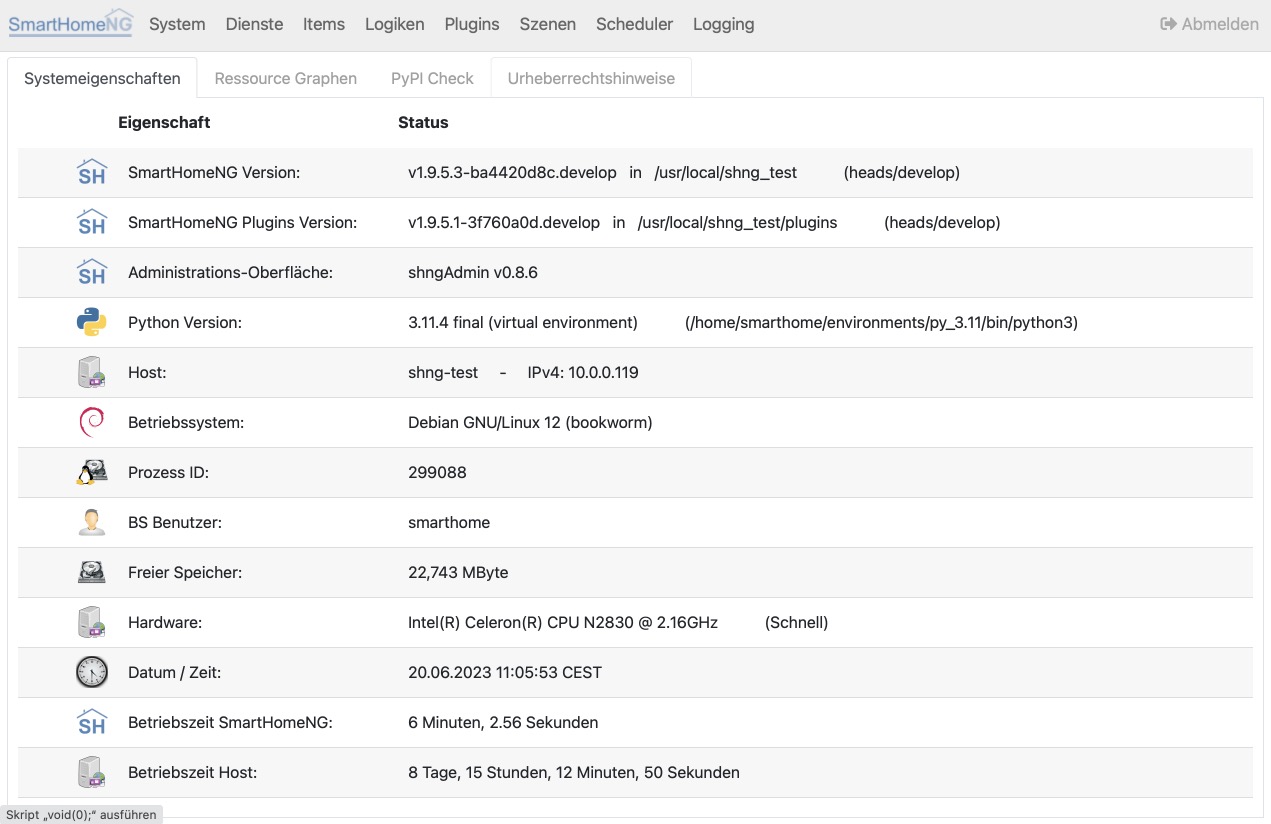 SmartHomeNG System Dienste Items Logiken Plugins Szenen Scheduler Logging Abmelden
Systemeigenschaften Ressource Graphen PyPI Check Urheberrechtshinweise
Eigenschaft Status
SH SmartHomeNG Version: v1.9.5.3-ba4420d8c.develop in /usr/local/shng_test (heads/develop)
SH SmartHomeNG Plugins Version: v1.9.5.1-3f760a0d.develop in /usr/local/shng_test/plugins (heads/develop)
SH Administrations-Oberfläche: shngAdmin v0.8.6
Python Version: 3.11.4 final (virtual environment) (/home/smarthome/environments/py_3.11/bin/python3)
Host: shng-test - IPv4: 10.0.0.119
Betriebssystem: Debian GNU/Linux 12 (bookworm)
Prozess ID: 299088
BS Benutzer: smarthome
Freier Speicher: 22,743 MByte
Hardware: Intel(R) Celeron(R) CPU N2830 @ 2.16GHz (Schnell)
Datum / Zeit: 20.06.2023 11:05:53 CEST
SH Betriebszeit SmartHomeNG: 6 Minuten, 2.56 Sekunden
Betriebszeit Host: 8 Tage, 15 Stunden, 12 Minuten, 50 Sekunden
Skript „void(0);“ ausführen